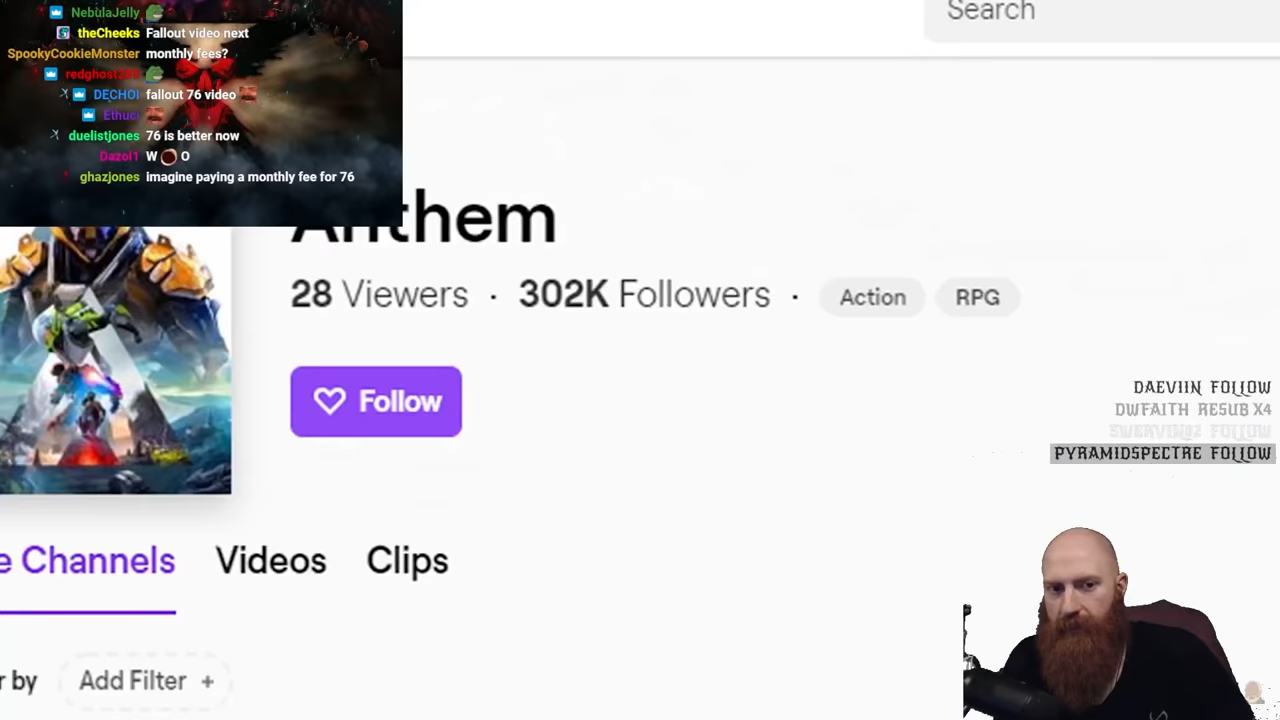 NebulaJelly
theCheeks Fallout video next
SpookyCookieMonster monthly fees?
DECHOI fallout 76 video
Ethuci
duelistjones 76 is better now
Dazol1 W O
ghazjones imagine paying a monthly fee for 76
Search
Anthem
28 Viewers · 302K Followers · Action RPG
Follow
DAEVIIN FOLLOW
DWFAITH RESUB X4
FOLLOW
PYRAMIDSPECTRE FOLLOW
e Channels Videos Clips
r by Add Filter +